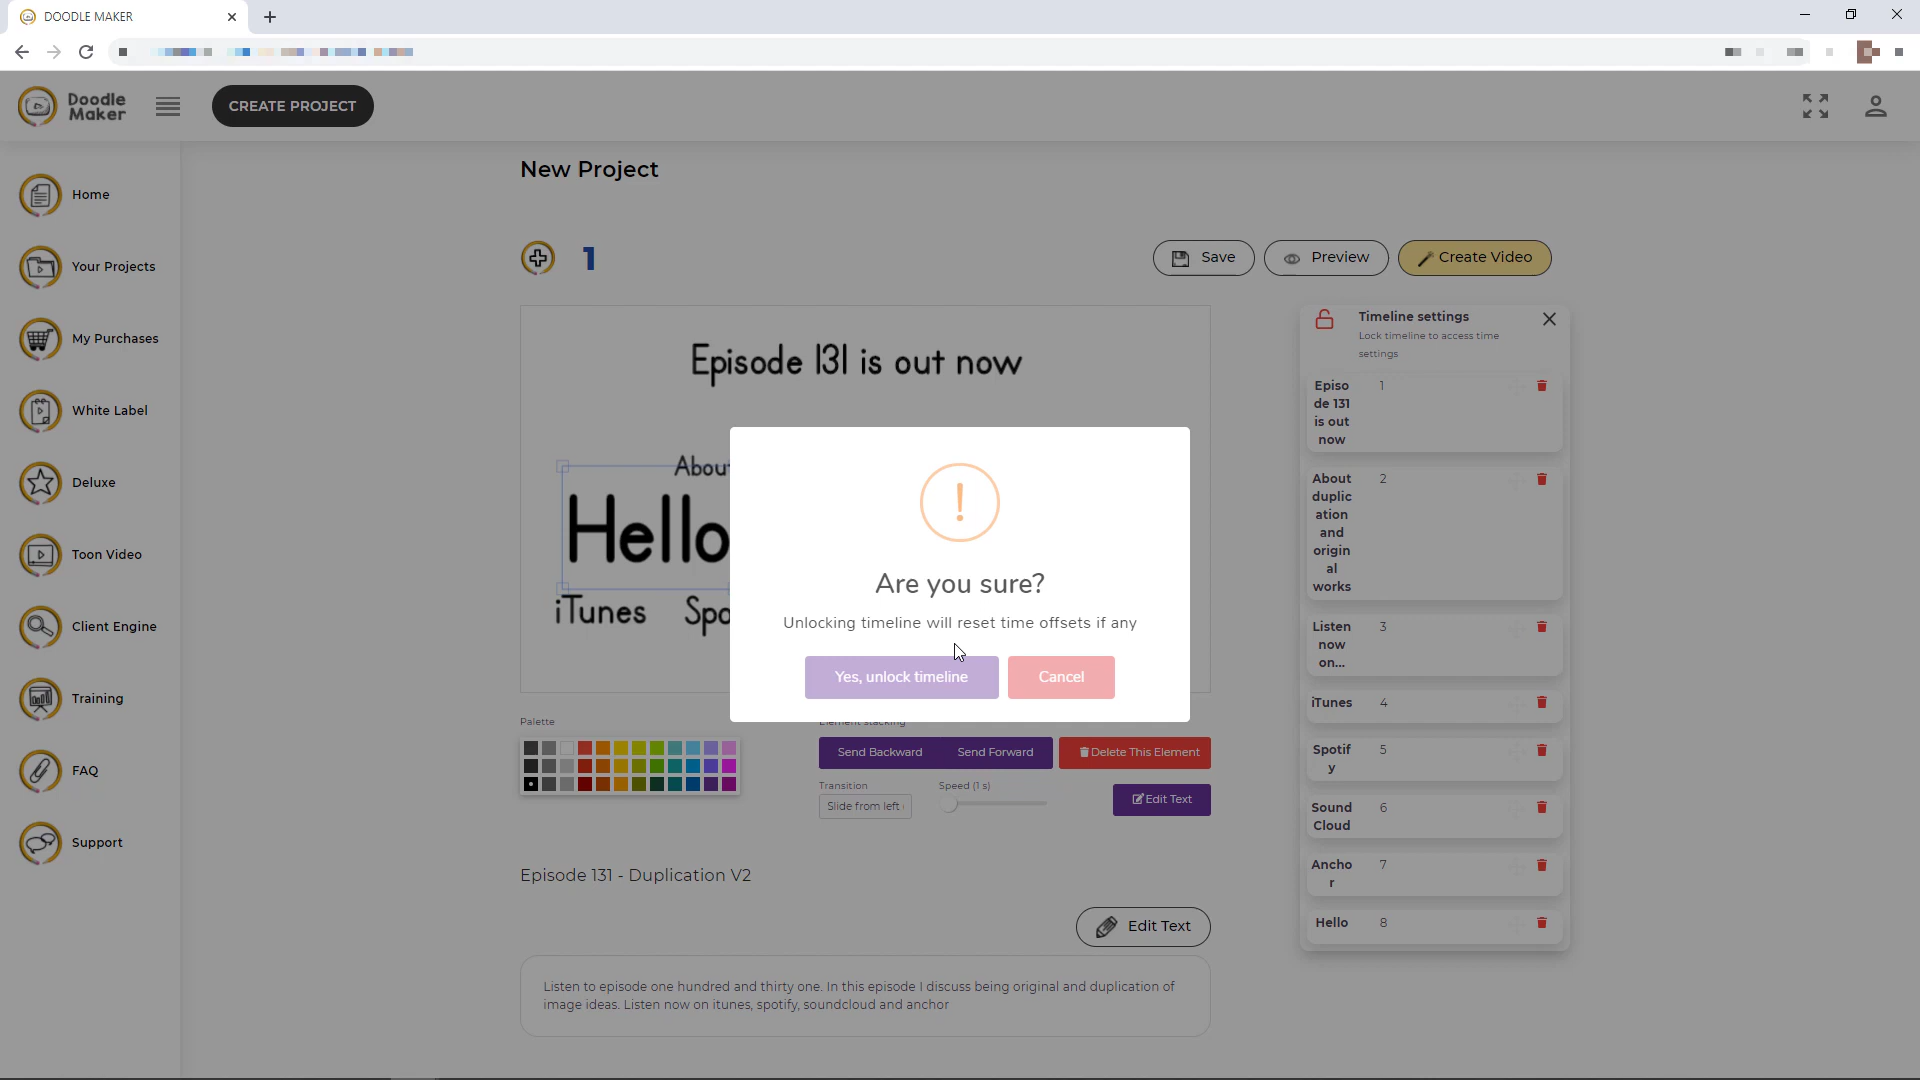 DOODLE MAKER
Doodle
Maker
CREATE PROJECT
Home
Your Projects
My Purchases
White Label
Deluxe
Toon Video
Client Engine
Training
FAQ
Support
New Project
1
Save
Preview
Create Video
Episode 131 is out now
Abou
Hello
iTunes Spo
Are you sure?
Unlocking timeline will reset time offsets if any
Yes, unlock timeline
Cancel
Palette
Element stacking
Send Backward
Send Forward
Delete This Element
Transition
Speed (1 s)
Slide from left
Edit Text
Episode 131 - Duplication V2
Edit Text
Listen to episode one hundred and thirty one. In this episode I discuss being original and duplication of
image ideas. Listen now on itunes, spotify, soundcloud and anchor
Timeline settings
Lock timeline to access time
settings
Episo 1
de 131
is out
now
About 2
duplic
ation
and
origin
al
works
Listen 3
now
on...
iTunes 4
Spotif 5
y
Sound 6
Cloud
Ancho 7
r
Hello 8